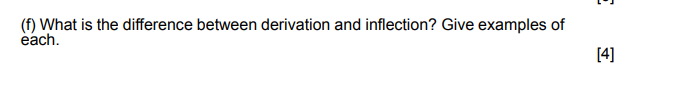 (f) What is the difference between derivation and inflection? Give examples of
each.
[4]